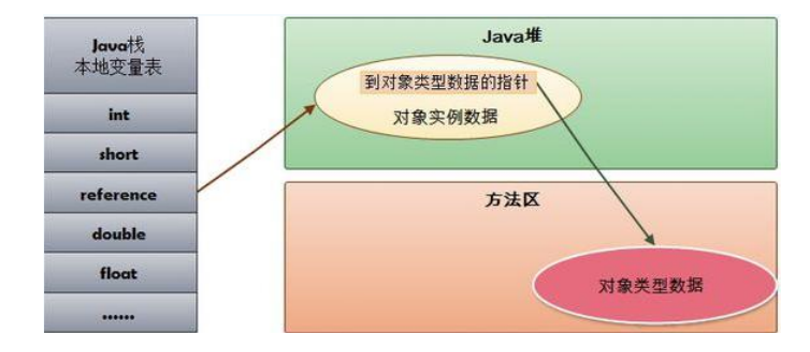 Java栈
本地变量表
int
short
reference
double
float
......
Java堆
到对象类型数据的指针
对象实例数据
方法区
对象类型数据